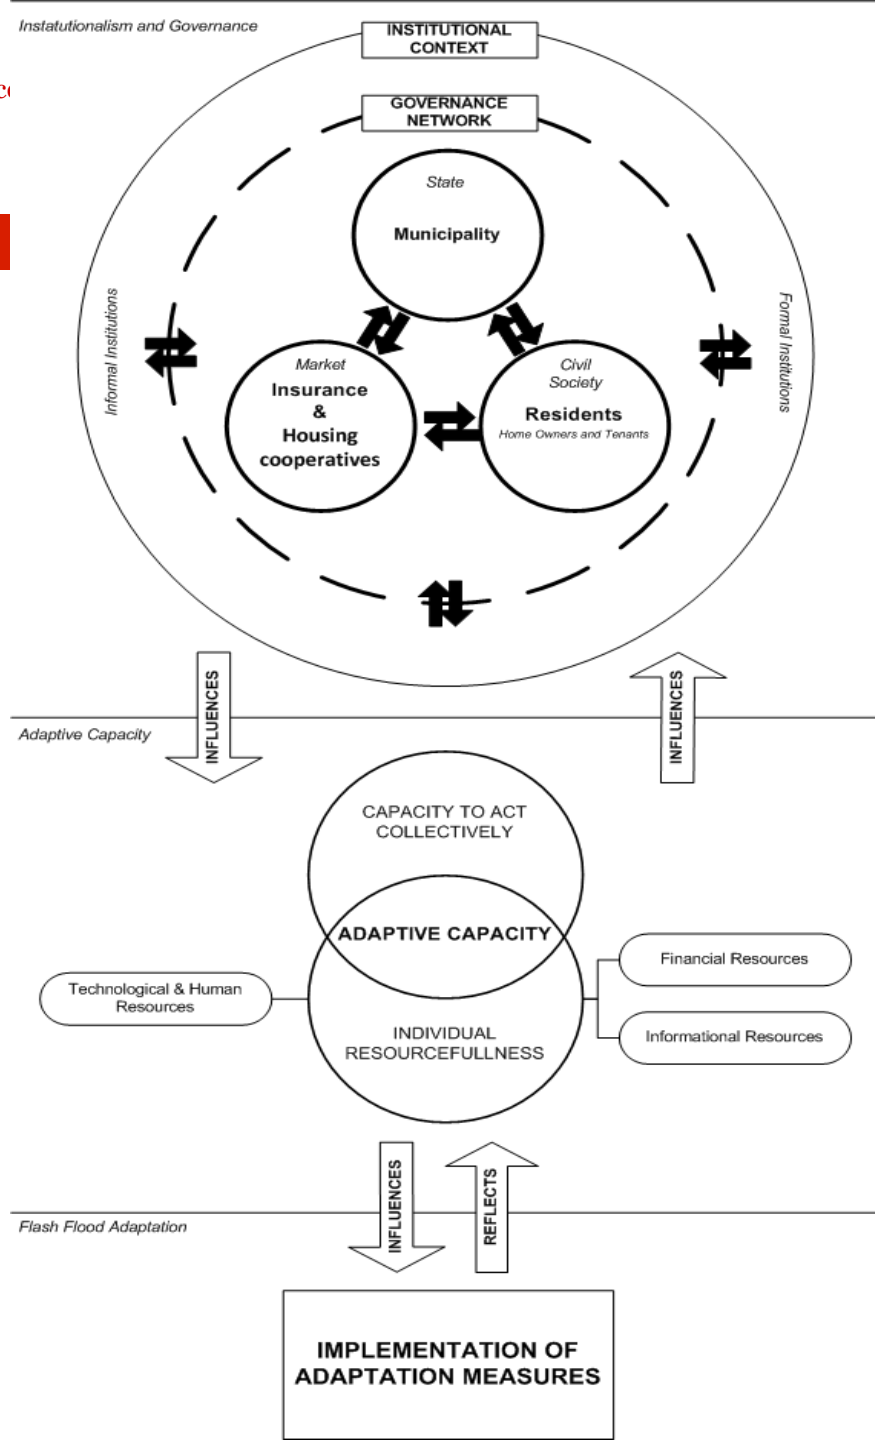 Instatutionalism and Governance
INSTITUTIONAL
CONTEXT
GOVERNANCE
NETWORK
State
Municipality
Informal Institutions
Formal Institutions
Market
Insurance
&
Housing
cooperatives
Civil
Society
Residents
Home Owners and Tenants
INFLUENCES
INFLUENCES
Adaptive Capacity
CAPACITY TO ACT
COLLECTIVELY
ADAPTIVE CAPACITY
Technological & Human
Resources
Financial Resources
Informational Resources
INDIVIDUAL
RESOURCEFULLNESS
INFLUENCES
REFLECTS
Flash Flood Adaptation
IMPLEMENTATION OF
ADAPTATION MEASURES